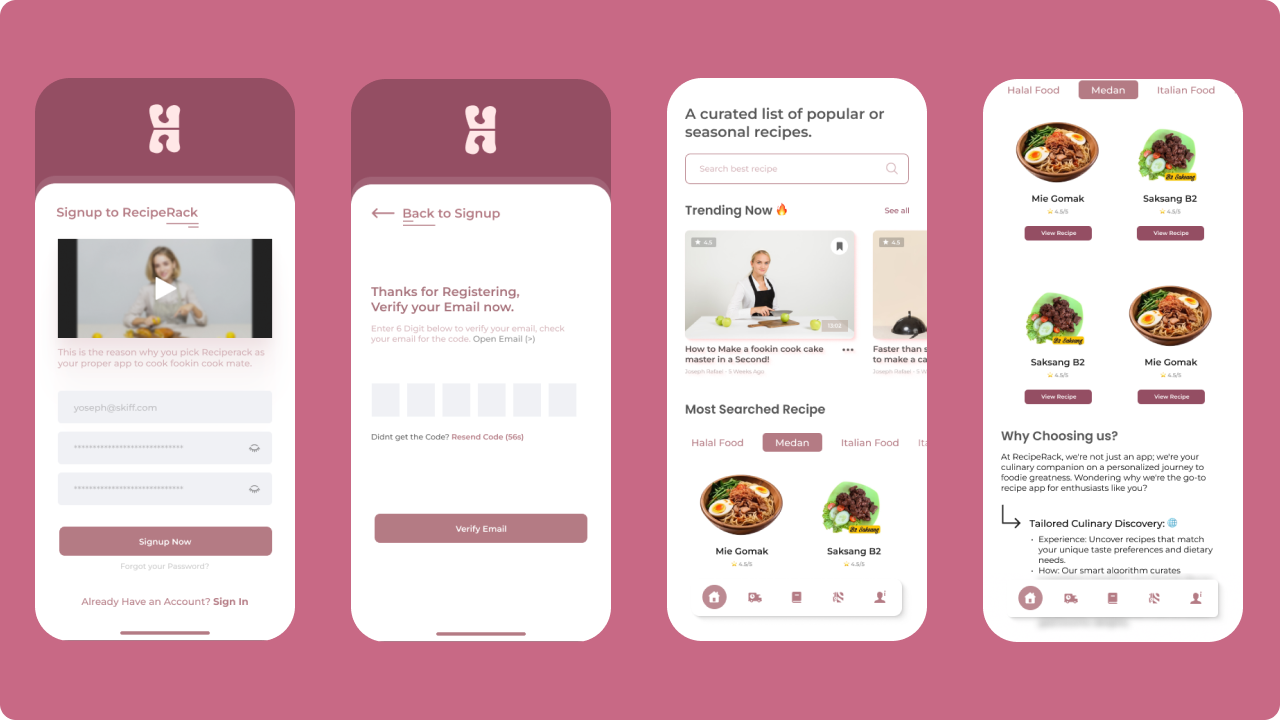 Signup to RecipeRack
This is the reason why you pick Reciperack as
your proper app to cook fookin cook mate.
yoseph@skiff.com
******************************
******************************
Signup Now
Forgot your Password?
Already Have an Account? Sign In
Back to Signup
Thanks for Registering,
Verify your Email now.
Enter 6 Digit below to verify your email, check
your email for the code. Open Email (>)
Didnt get the Code? Resend Code (56s)
Verify Email
A curated list of popular or
seasonal recipes.
Search best recipe
Trending Now 🔥
See all
4.5
4.5
How to Make a fookin cook cake
master in a Second!
Joseph Rafael - 5 Weeks Ago
Faster than s
to make a ca
Joseph Rafael - 5 W
Most Searched Recipe
Halal Food
Medan
Italian Food
Ita
Bt Saksang
Mie Gomak
4.5/5
Saksang B2
4.5/5
Halal Food
Medan
Italian Food
Bt Saksang
Mie Gomak
4.5/5
View Recipe
Saksang B2
4.5/5
View Recipe
Bt Saksang
Saksang B2
4.5/5
View Recipe
Mie Gomak
4.5/5
View Recipe
Why Choosing us?
At RecipeRack, we're not just an app; we're your
culinary companion on a personalized journey to
foodie greatness. Wondering why we're the go-to
recipe app for enthusiasts like you?
Tailored Culinary Discovery: 🌐
• Experience: Uncover recipes that match
your unique taste preferences and dietary
needs.
• How: Our smart algorithm curates